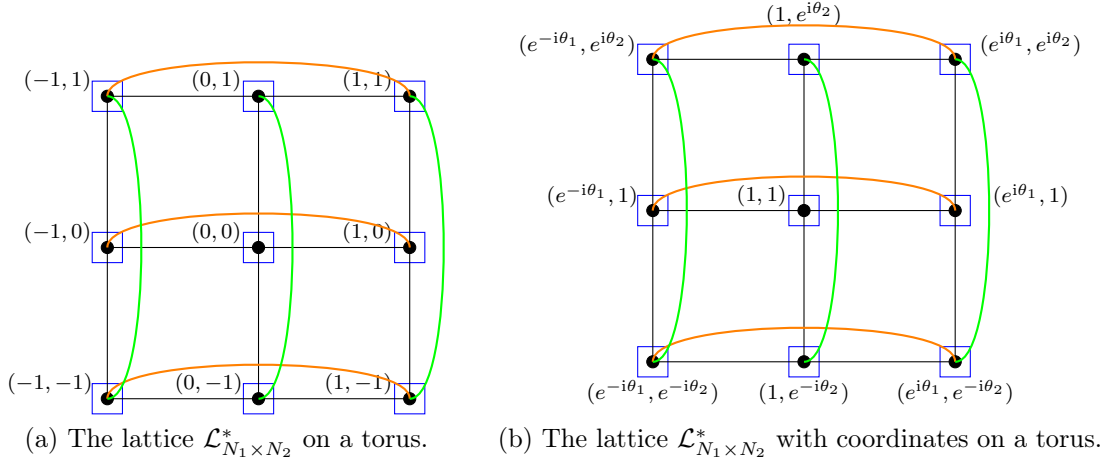 (−1, 1) (0, 1) (1, 1)
(−1, 0) (0, 0) (1, 0)
(−1, −1) (0, −1) (1, −1)
(a) The lattice 𝓛*_{N₁×N₂} on a torus.
(e^{−iθ₁}, e^{iθ₂}) (1, e^{iθ₂}) (e^{iθ₁}, e^{iθ₂})
(e^{−iθ₁}, 1) (1, 1) (e^{iθ₁}, 1)
(e^{−iθ₁}, e^{−iθ₂}) (1, e^{−iθ₂}) (e^{iθ₁}, e^{−iθ₂})
(b) The lattice 𝓛*_{N₁×N₂} with coordinates on a torus.